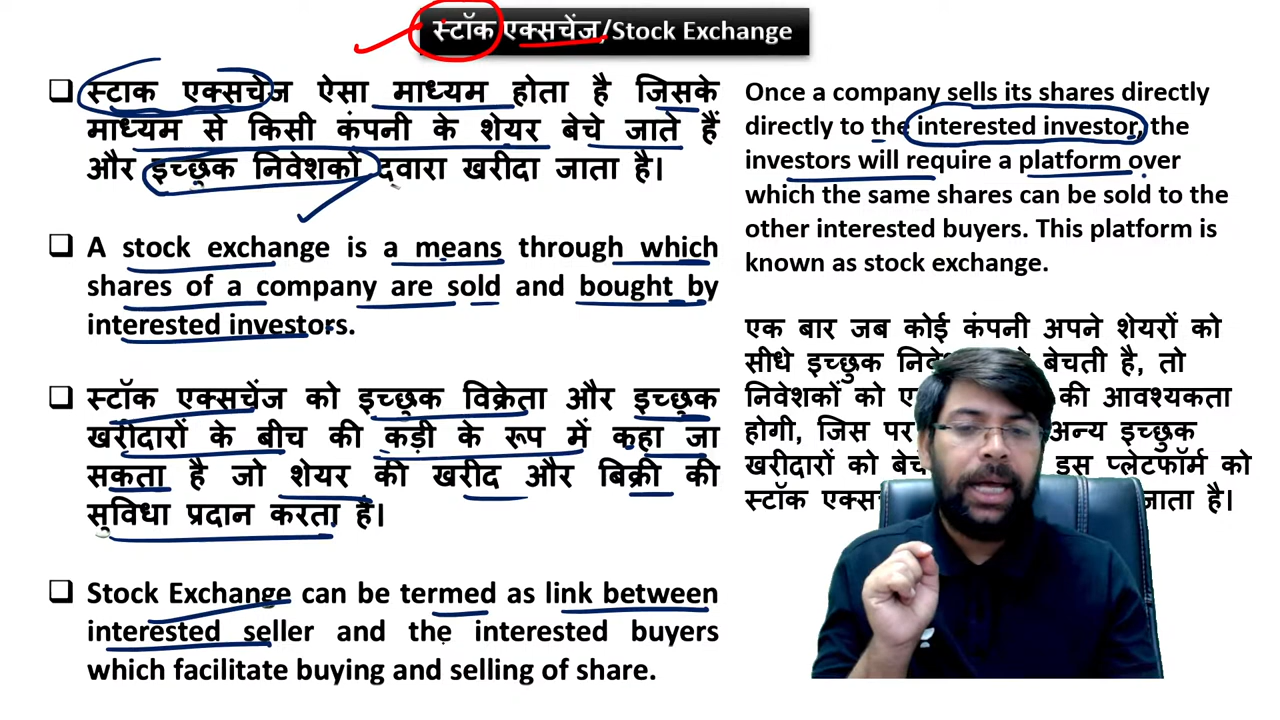 स्टॉक एक्सचेंज/Stock Exchange
❑ स्टाक एक्सचेंज ऐसा माध्यम होता है जिसके
माध्यम से किसी कंपनी के शेयर बेचे जाते हैं
और इच्छुक निवेशकों द्वारा खरीदा जाता है।
❑ A stock exchange is a means through which
shares of a company are sold and bought by
interested investors.
❑ स्टॉक एक्सचेंज को इच्छुक विक्रेता और इच्छुक
खरीदारों के बीच की कड़ी के रूप में कहा जा
सकता है जो शेयर की खरीद और बिक्री की
सुविधा प्रदान करता है।
❑ Stock Exchange can be termed as link between
interested seller and the interested buyers
which facilitate buying and selling of share.
Once a company sells its shares directly
directly to the interested investor, the
investors will require a platform over
which the same shares can be sold to the
other interested buyers. This platform is
known as stock exchange.
एक बार जब कोई कंपनी अपने शेयरों को
सीधे इच्छुक बेचती है, तो
निवेशकों को की आवश्यकता
होगी, जिस पर अन्य इच्छुक
खरीदारों को इस प्लेटफॉर्म को
स्टॉक जाता है।